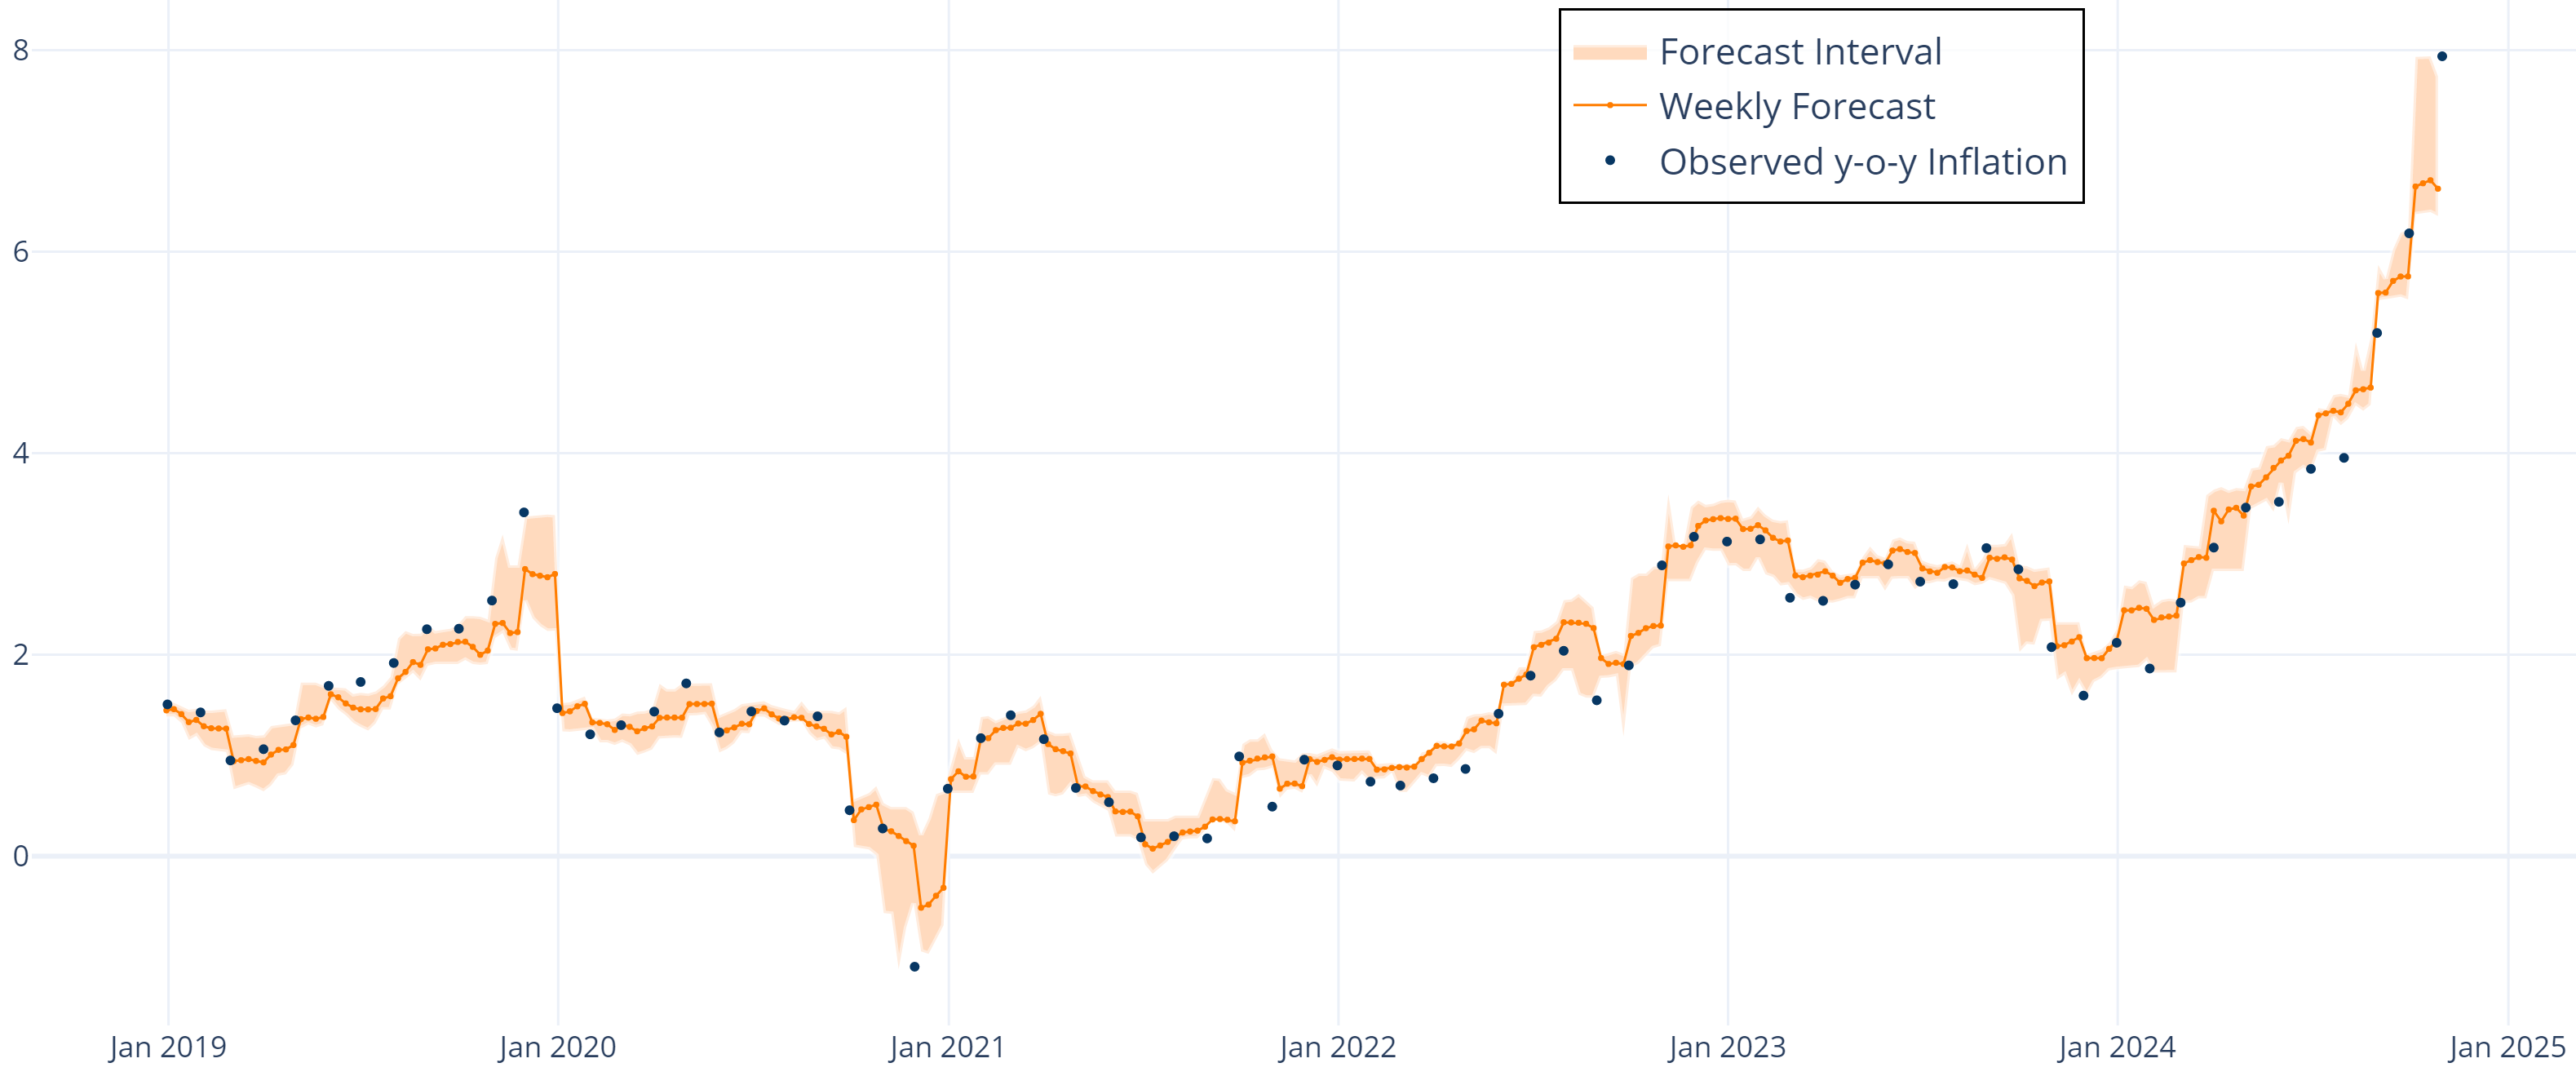 8
6
4
2
0
Forecast Interval
Weekly Forecast
Observed y-o-y Inflation
Jan 2019
Jan 2020
Jan 2021
Jan 2022
Jan 2023
Jan 2024
Jan 2025